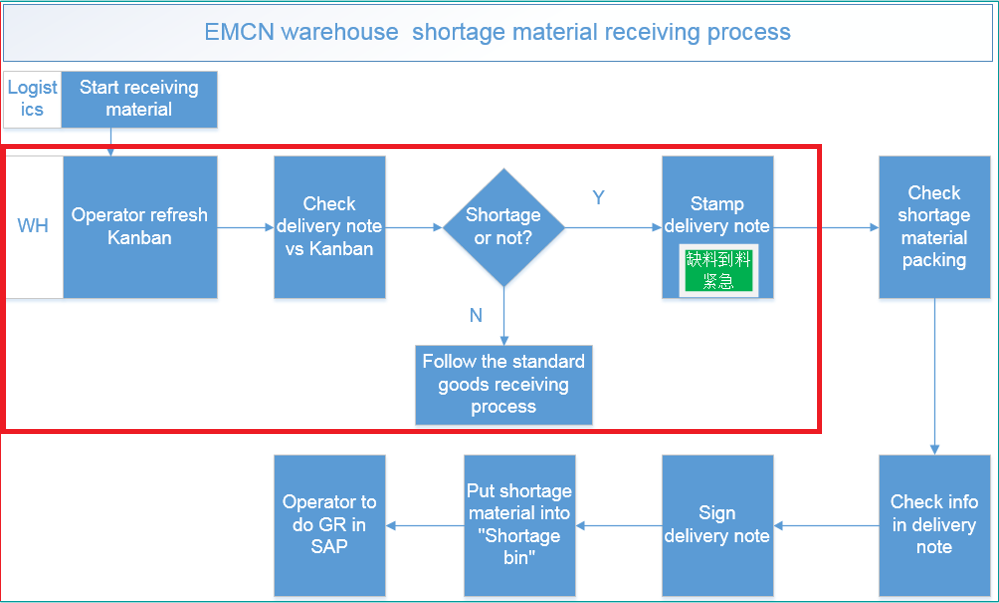 EMCN warehouse  shortage material receiving process
Logist
ics
Start receiving
material
WH
Operator refresh
Kanban
Check
delivery note
vs Kanban
Shortage
or not?
Y
Stamp
delivery note
缺料到料
紧急
Check
shortage
material
packing
N
Follow the standard
goods receiving
process
Operator to
do GR in
SAP
Put shortage
material into
"Shortage
bin"
Sign
delivery note
Check info
in delivery
note